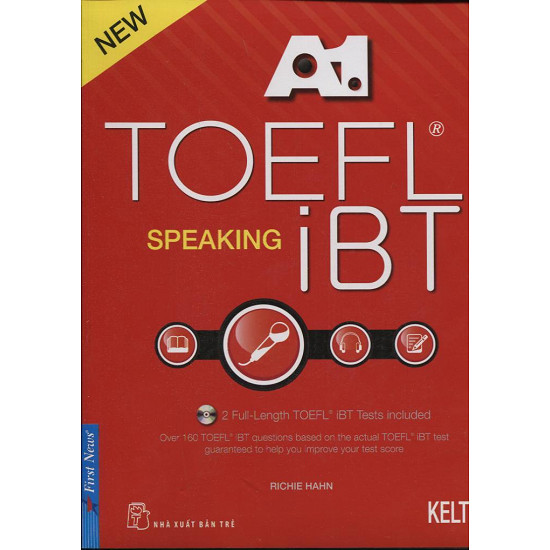 NEW
A1.
TOEFL®
SPEAKING iBT
2 Full-Length TOEFL® iBT Tests included
Over 160 TOEFL® iBT questions based on the actual TOEFL® iBT test
guaranteed to help you improve your test score
RICHIE HAHN
First News
NHÀ XUẤT BẢN TRẺ
KELT